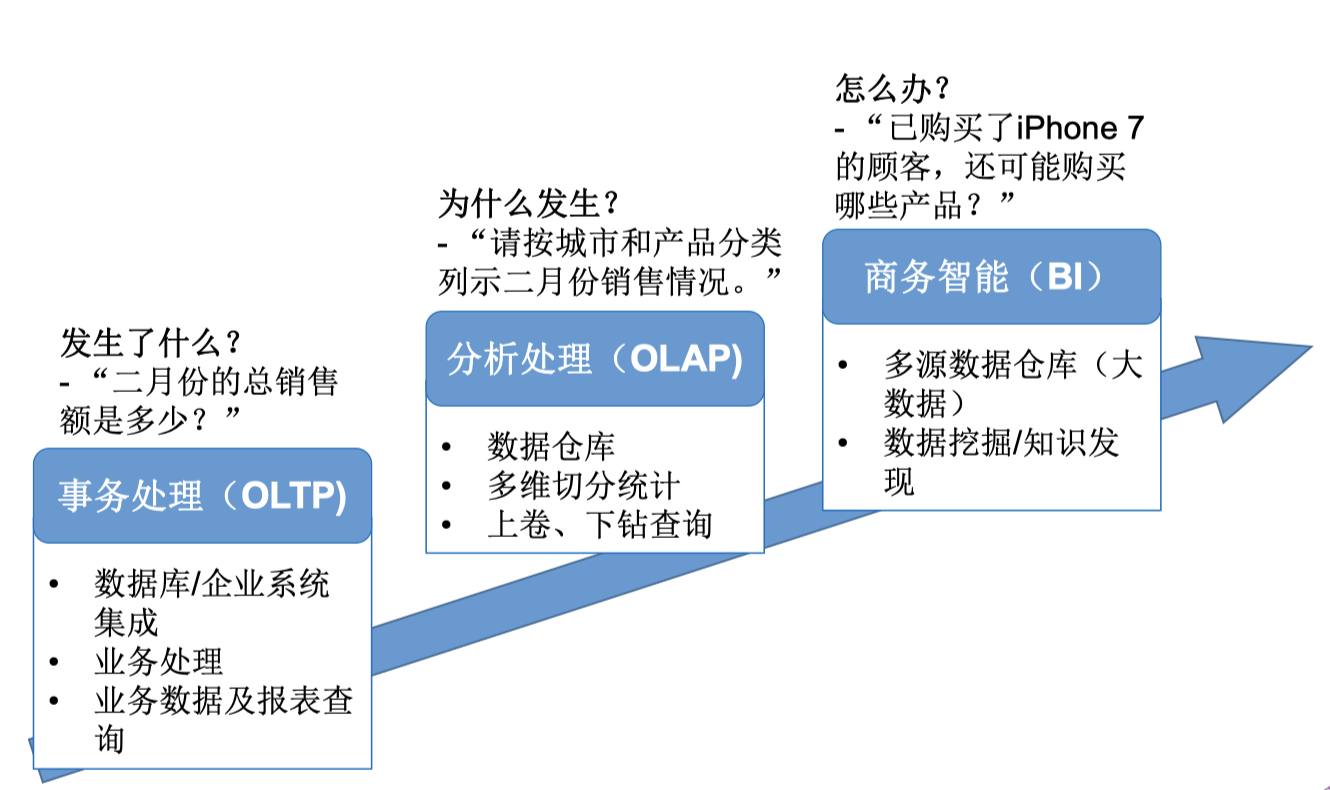 发生了什么？
- “二月份的总销售
额是多少？”
事务处理（OLTP)
• 数据库/企业系统
集成
• 业务处理
• 业务数据及报表查
询
为什么发生？
- “请按城市和产品分类
列示二月份销售情况。”
分析处理（OLAP)
• 数据仓库
• 多维切分统计
• 上卷、下钻查询
怎么办？
- “已购买了iPhone 7
的顾客，还可能购买
哪些产品？”
商务智能（BI）
• 多源数据仓库（大
数据）
• 数据挖掘/知识发
现